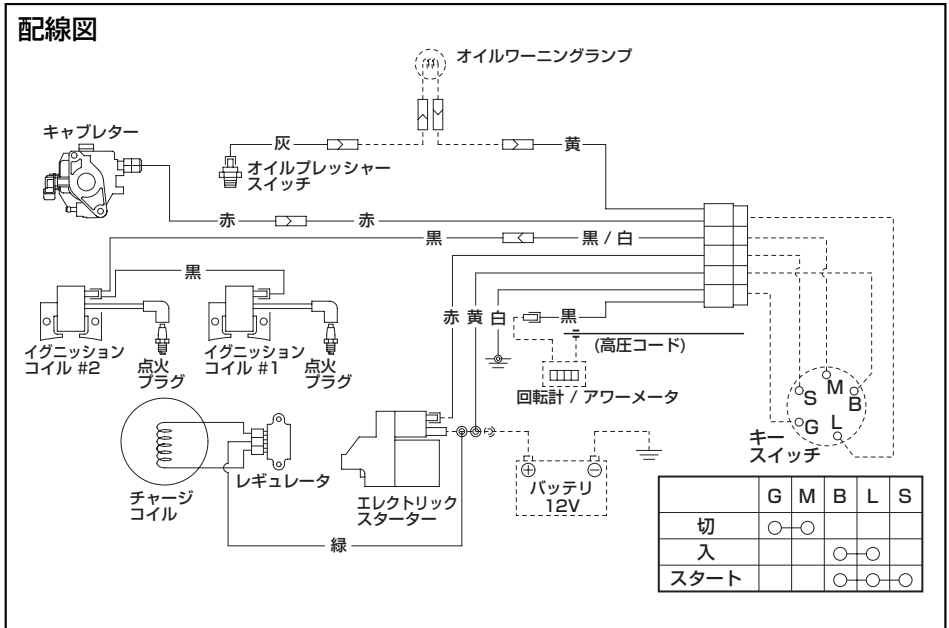 配線図
オイルワーニングランプ
キャブレター
灰
黄
オイルプレッシャー
スイッチ
赤
赤
黒
黒 / 白
黒
赤 黄 白
黒
(高圧コード)
イグニッション
コイル #2
点火
プラグ
イグニッション
コイル #1
点火
プラグ
回転計 / アワーメータ
S
M
B
G
L
キー
スイッチ
チャージ
コイル
レギュレータ
エレクトリック
スターター
バッテリ
12V
緑
G M B L S
切
入
スタート